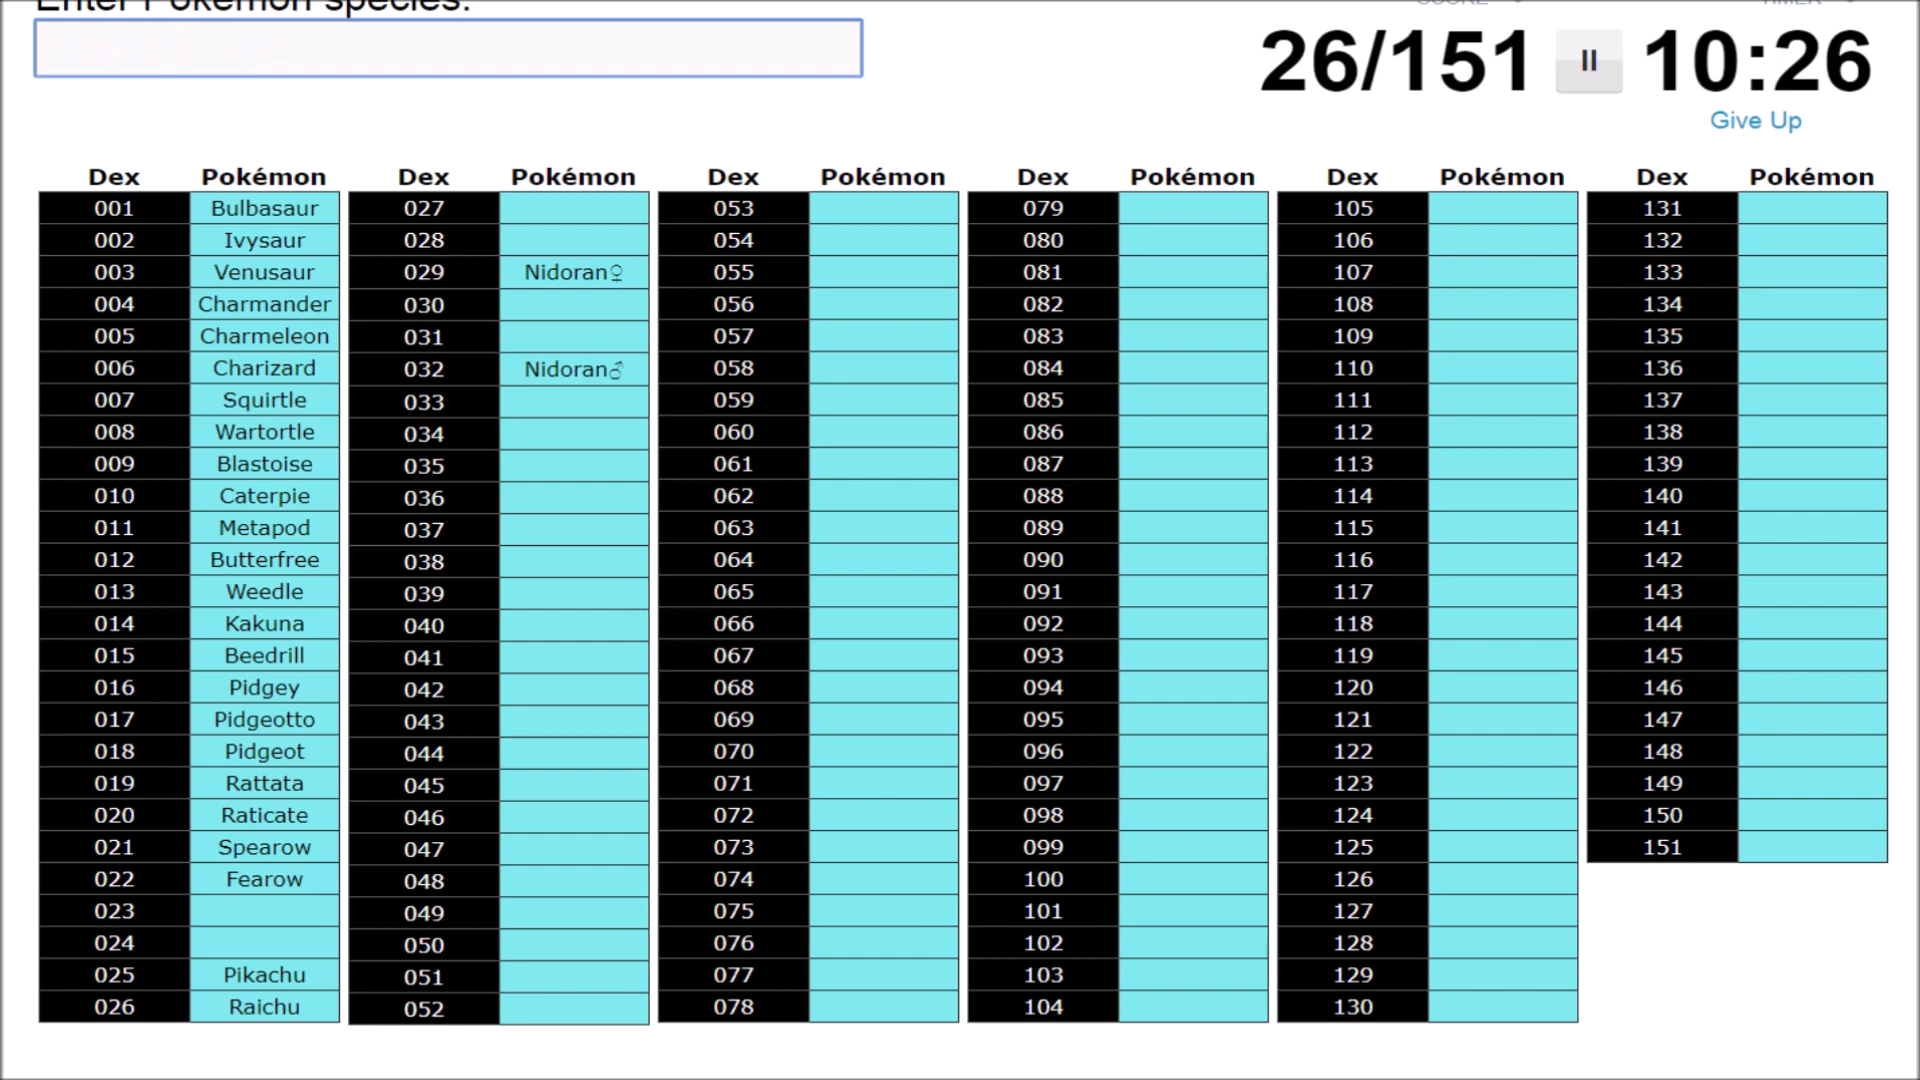 Enter Pokémon species:
SCORE
TIMER
26/151
10:26
Give Up
Dex Pokémon Dex Pokémon Dex Pokémon Dex Pokémon Dex Pokémon Dex Pokémon
001 Bulbasaur 027 053 079 105 131
002 Ivysaur 028 054 080 106 132
003 Venusaur 029 Nidoran♀ 055 081 107 133
004 Charmander 030 056 082 108 134
005 Charmeleon 031 057 083 109 135
006 Charizard 032 Nidoran♂ 058 084 110 136
007 Squirtle 033 059 085 111 137
008 Wartortle 034 060 086 112 138
009 Blastoise 035 061 087 113 139
010 Caterpie 036 062 088 114 140
011 Metapod 037 063 089 115 141
012 Butterfree 038 064 090 116 142
013 Weedle 039 065 091 117 143
014 Kakuna 040 066 092 118 144
015 Beedrill 041 067 093 119 145
016 Pidgey 042 068 094 120 146
017 Pidgeotto 043 069 095 121 147
018 Pidgeot 044 070 096 122 148
019 Rattata 045 071 097 123 149
020 Raticate 046 072 098 124 150
021 Spearow 047 073 099 125 151
022 Fearow 048 074 100 126
023 049 075 101 127
024 050 076 102 128
025 Pikachu 051 077 103 129
026 Raichu 052 078 104 130